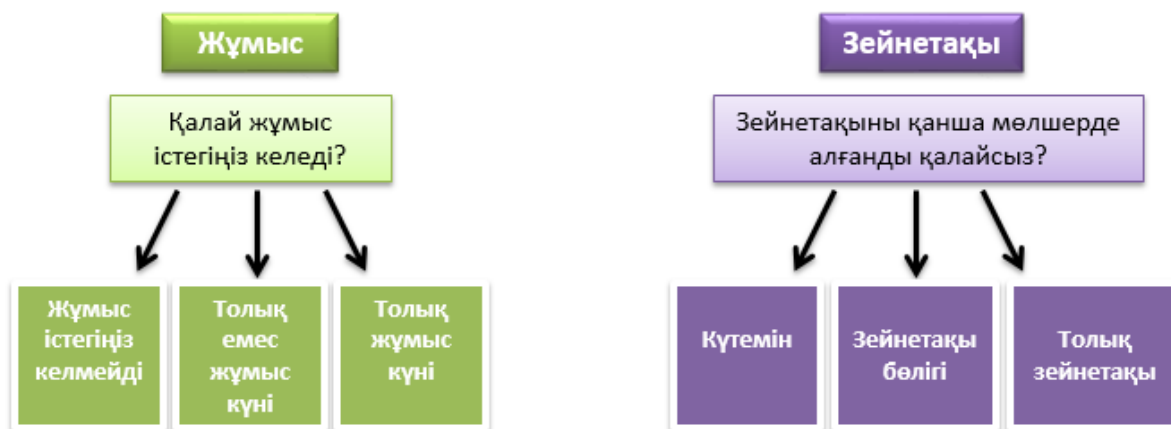 Жұмыс
Қалай жұмыс
істегіңіз келеді?
Жұмыс
істегіңіз
келмейді
Толық
емес
жұмыс
күні
Толық
жұмыс
күні
Зейнетақы
Зейнетақыны қанша мөлшерде
алғанды қалайсыз?
Күтемін
Зейнетақы
бөлігі
Толық
зейнетақы